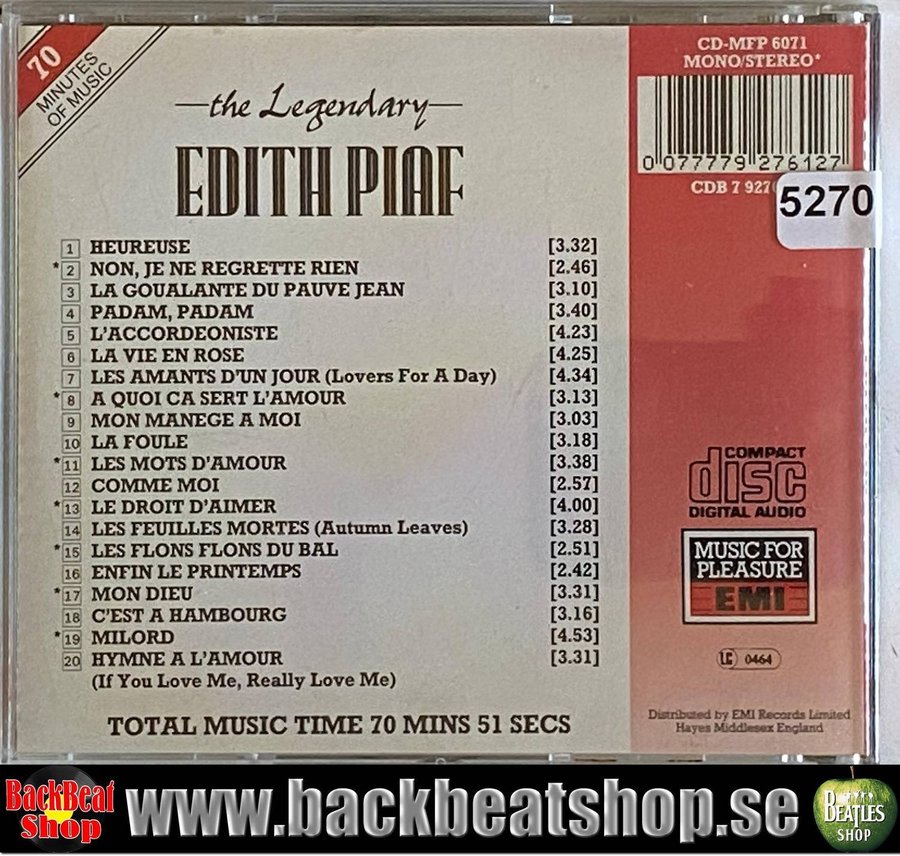 70
MINUTES
OF MUSIC
the Legendary
EDITH PIAF
1 HEUREUSE [3.32]
* 2 NON, JE NE REGRETTE RIEN [2.46]
3 LA GOUALANTE DU PAUVE JEAN [3.10]
4 PADAM, PADAM [3.40]
5 L'ACCORDEONISTE [4.23]
6 LA VIE EN ROSE [4.25]
7 LES AMANTS D'UN JOUR (Lovers For A Day) [4.34]
* 8 A QUOI CA SERT L'AMOUR [3.13]
9 MON MANEGE A MOI [3.03]
10 LA FOULE [3.18]
* 11 LES MOTS D'AMOUR [3.38]
12 COMME MOI [2.57]
* 13 LE DROIT D'AIMER [4.00]
14 LES FEUILLES MORTES (Autumn Leaves) [3.28]
* 15 LES FLONS FLONS DU BAL [2.51]
16 ENFIN LE PRINTEMPS [2.42]
* 17 MON DIEU [3.31]
18 C'EST A HAMBOURG [3.16]
* 19 MILORD [4.53]
20 HYMNE A L'AMOUR [3.31]
(If You Love Me, Really Love Me)
TOTAL MUSIC TIME 70 MINS 51 SECS
CD-MFP 6071
MONO/STEREO*
0 077779 276127
CDB 7 927
5270
COMPACT
disc
DIGITAL AUDIO
MUSIC FOR
PLEASURE
EMI
LC 0464
Distributed by EMI Records Limited
Hayes Middlesex England
BackBeat
Shop
www.backbeatshop.se
BEATLES
SHOP